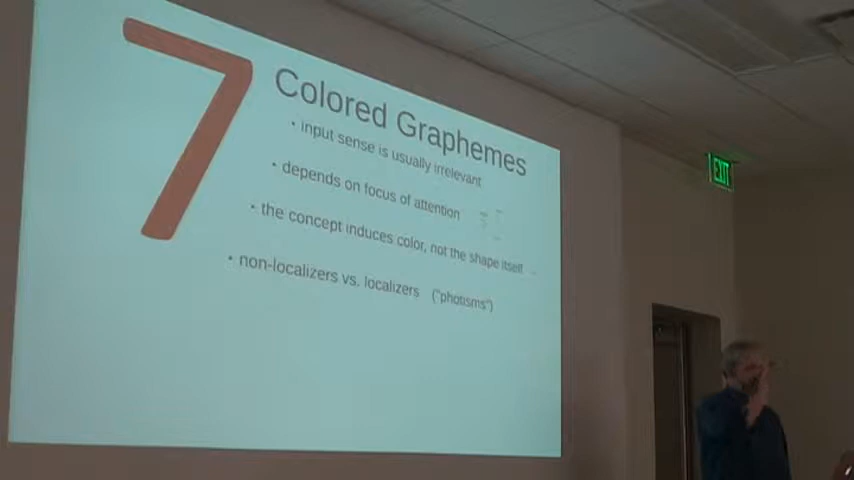 7
Colored Graphemes
• input sense is usually irrelevant
• depends on focus of attention
• the concept induces color, not the shape itself
• non-localizers vs. localizers ("photisms")
EXIT